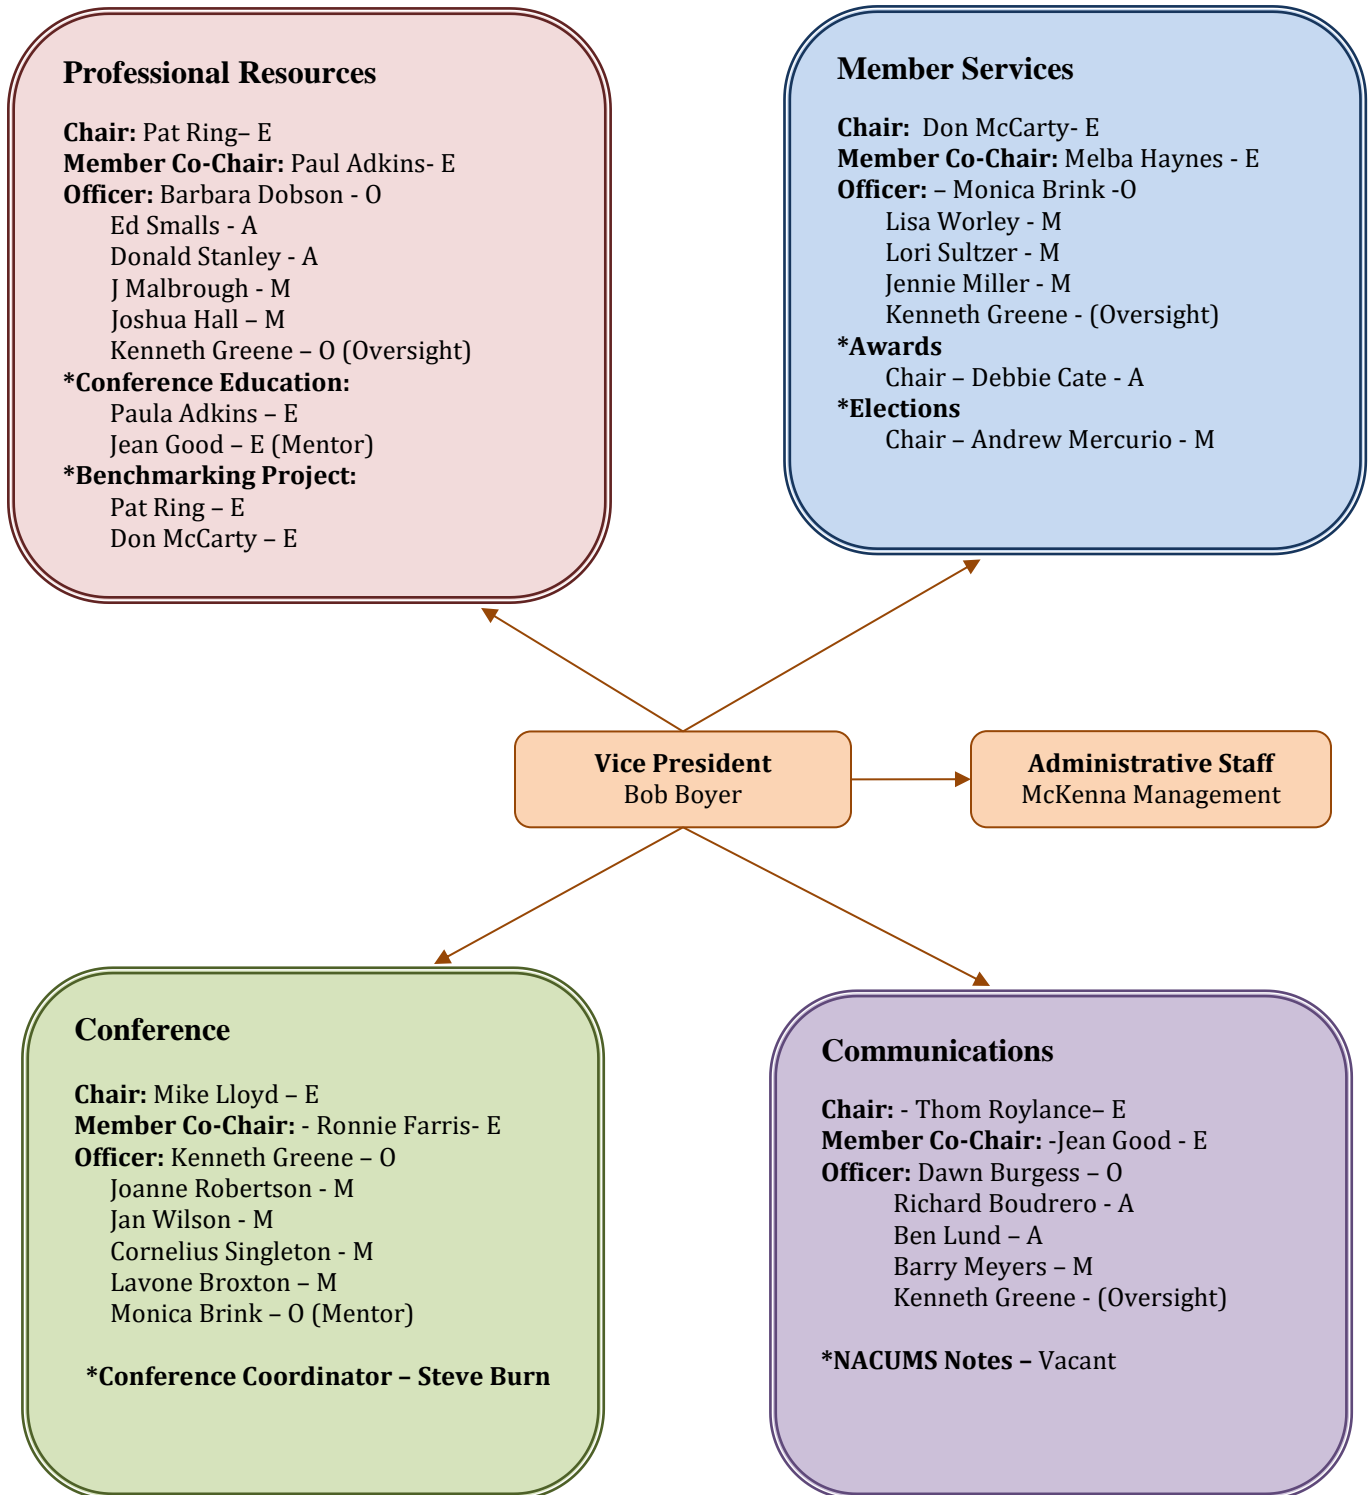 Professional Resources
Chair: Pat Ring– E
Member Co-Chair: Paul Adkins- E
Officer: Barbara Dobson - O
Ed Smalls - A
Donald Stanley - A
J Malbrough - M
Joshua Hall – M
Kenneth Greene – O (Oversight)
*Conference Education:
Paula Adkins – E
Jean Good – E (Mentor)
*Benchmarking Project:
Pat Ring – E
Don McCarty – E
Member Services
Chair:  Don McCarty- E
Member Co-Chair: Melba Haynes - E
Officer: – Monica Brink -O
Lisa Worley - M
Lori Sultzer - M
Jennie Miller - M
Kenneth Greene - (Oversight)
*Awards
Chair – Debbie Cate - A
*Elections
Chair – Andrew Mercurio - M
Vice President
Bob Boyer
Administrative Staff
McKenna Management
Conference
Chair: Mike Lloyd – E
Member Co-Chair: - Ronnie Farris- E
Officer: Kenneth Greene – O
Joanne Robertson - M
Jan Wilson - M
Cornelius Singleton - M
Lavone Broxton – M
Monica Brink – O (Mentor)
*Conference Coordinator – Steve Burn
Communications
Chair: - Thom Roylance– E
Member Co-Chair: -Jean Good - E
Officer: Dawn Burgess – O
Richard Boudrero - A
Ben Lund – A
Barry Meyers – M
Kenneth Greene - (Oversight)
*NACUMS Notes – Vacant